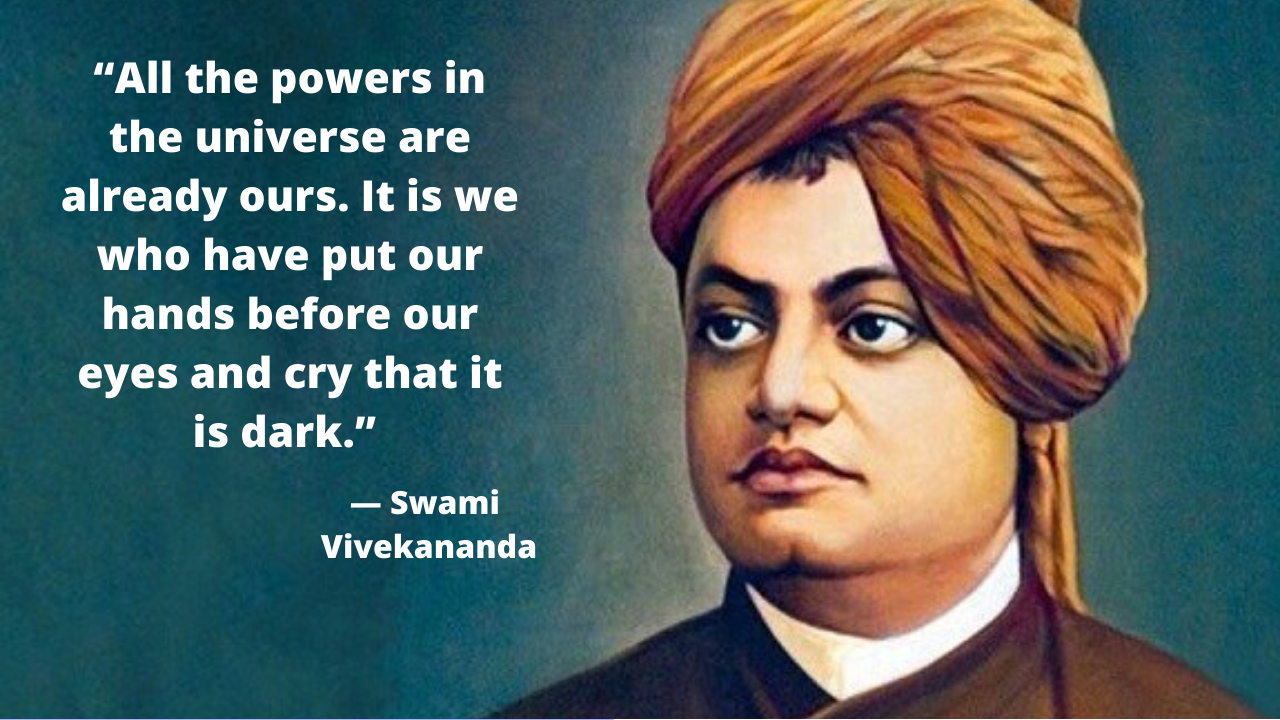 “All the powers in
the universe are
already ours. It is we
who have put our
hands before our
eyes and cry that it
is dark.”
— Swami
Vivekananda